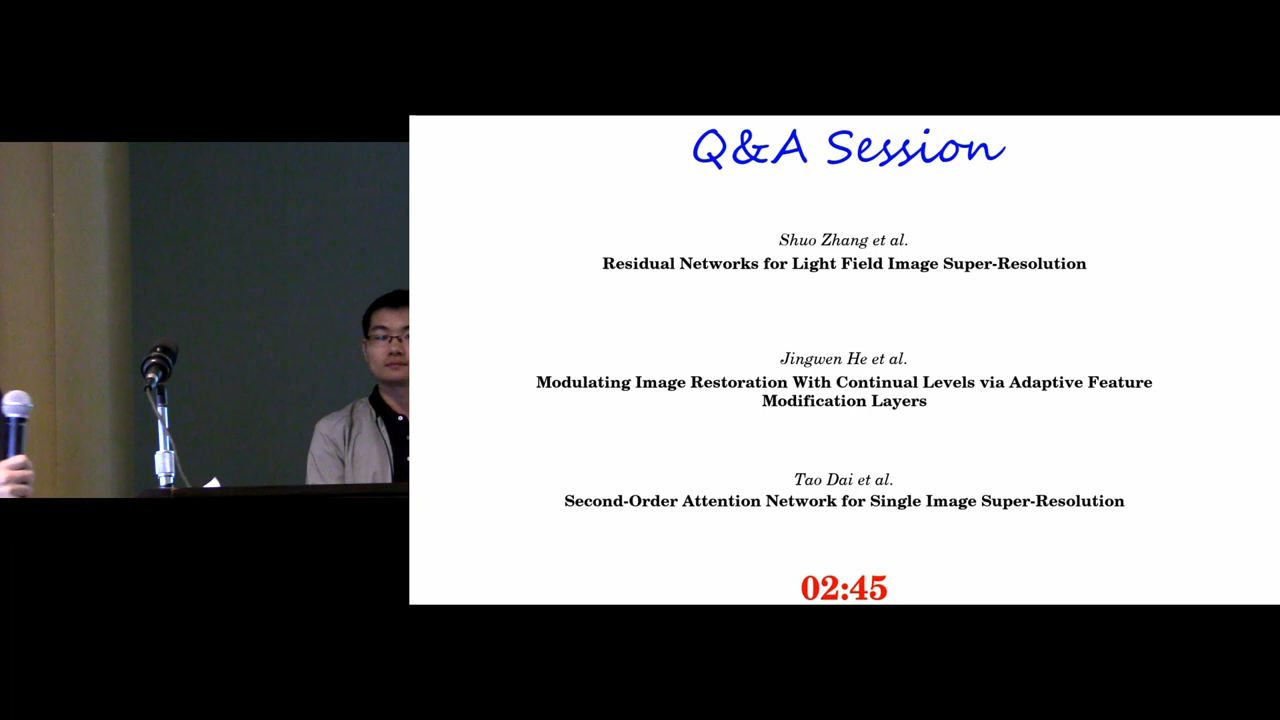 Q&A Session
Shuo Zhang et al.
Residual Networks for Light Field Image Super-Resolution
Jingwen He et al.
Modulating Image Restoration With Continual Levels via Adaptive Feature
Modification Layers
Tao Dai et al.
Second-Order Attention Network for Single Image Super-Resolution
02:45